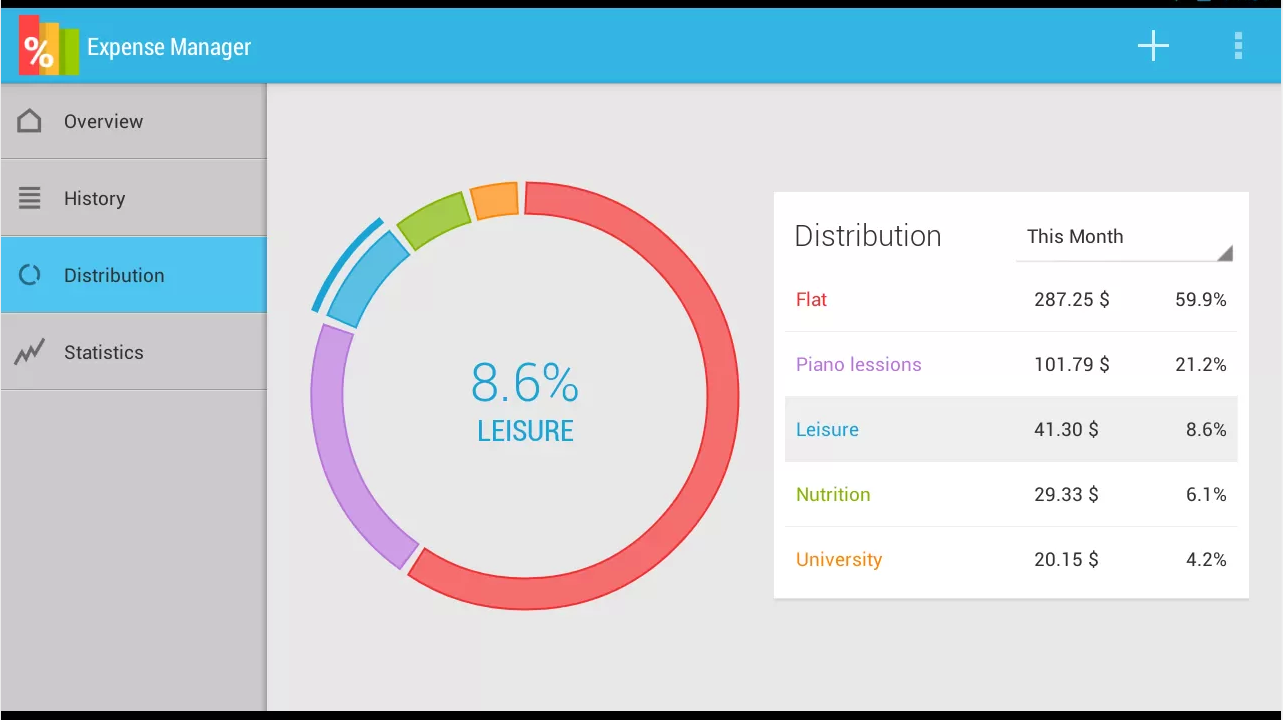 % Expense Manager
Overview
History
Distribution
Statistics
8.6%
LEISURE
Distribution This Month
Flat 287.25 $ 59.9%
Piano lessions 101.79 $ 21.2%
Leisure 41.30 $ 8.6%
Nutrition 29.33 $ 6.1%
University 20.15 $ 4.2%